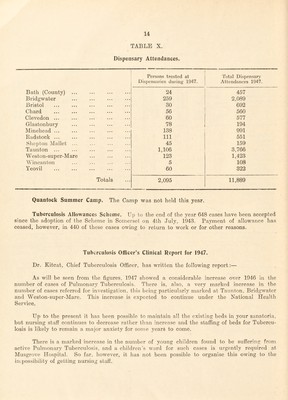 14
TABLE X.
Dispensary Attendances.
Persons treated at Dispensaries during 1947. Total Dispensary Attendances 1947.
Bath (County) ... ... ... ... 24 457
Bridgwater ... ... ... ... 259 2,089
Bristol ... ... ... ... 30 602
Chard ... ... ... ... 56 560
Clevedon ... ... ... ... 60 577
Glastonbury ... ... ... ... 78 194
Minehead ... ... ... ... 138 991
Radstock ... ... ... ... 111 551
Shepton Mallet ... ... ... 45 159
Taunton ... ... ... ... 1,106 3,766
Weston-super-Mare ... ... ... 123 1,423
Wincanton ... ... ... ... 5 108
Yeovil ... ... ... ... 60 323
Totals 2,095 11,800
Quantock Summer Camp. The Camp was not held this year.
Tuberculosis Allowances Scheme. Up to the end of the year 648 cases have been accepted
since the adoption of the Scheme in Somerset on 4th July, 1943. Payment of allowance has
ceased, however, in 440 of these cases owing to return to work or for other reasons.
Tuberculosis Officer's Clinical Report for 1947.
Dr. Kitcat, Chief Tuberculosis Officer, has written the following report:—
As will be seen from the figures, 1947 showed a considerable increase over 1946 in the
number of cases of Pulmonary Tuberculosis. There is, also, a very marked increase in the
number of cases referred for investigation, this being particularly marked at Taunton, Bridgwater
and Weston-super-Mare. This increase is expected to continue under the National Health
Service.
Up to the present it has been possible to maintain all the existing beds in your sanatoria,
but nursing staff continues to decrease rather than increase and the staffing of beds for Tubercu-
losis is likely to remain a major anxiety for some years to come.
There is a marked increase in the number of young children found to be suffering from
active Pulmonary Tuberculosis, and a children's ward for such cases is urgently required at
Musgrove Hospital. So far, however, it has not been possible to organise this owing to the
impossibility of getting nursing staff.